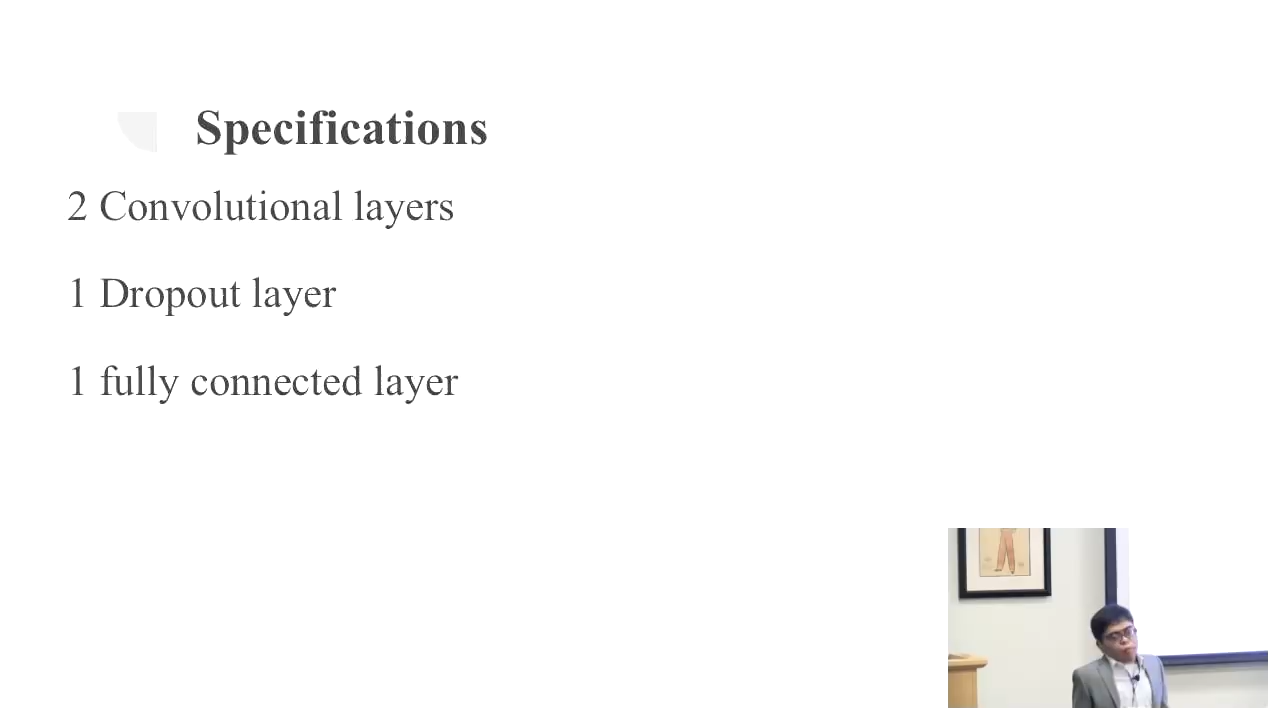 Specifications
2 Convolutional layers
1 Dropout layer
1 fully connected layer